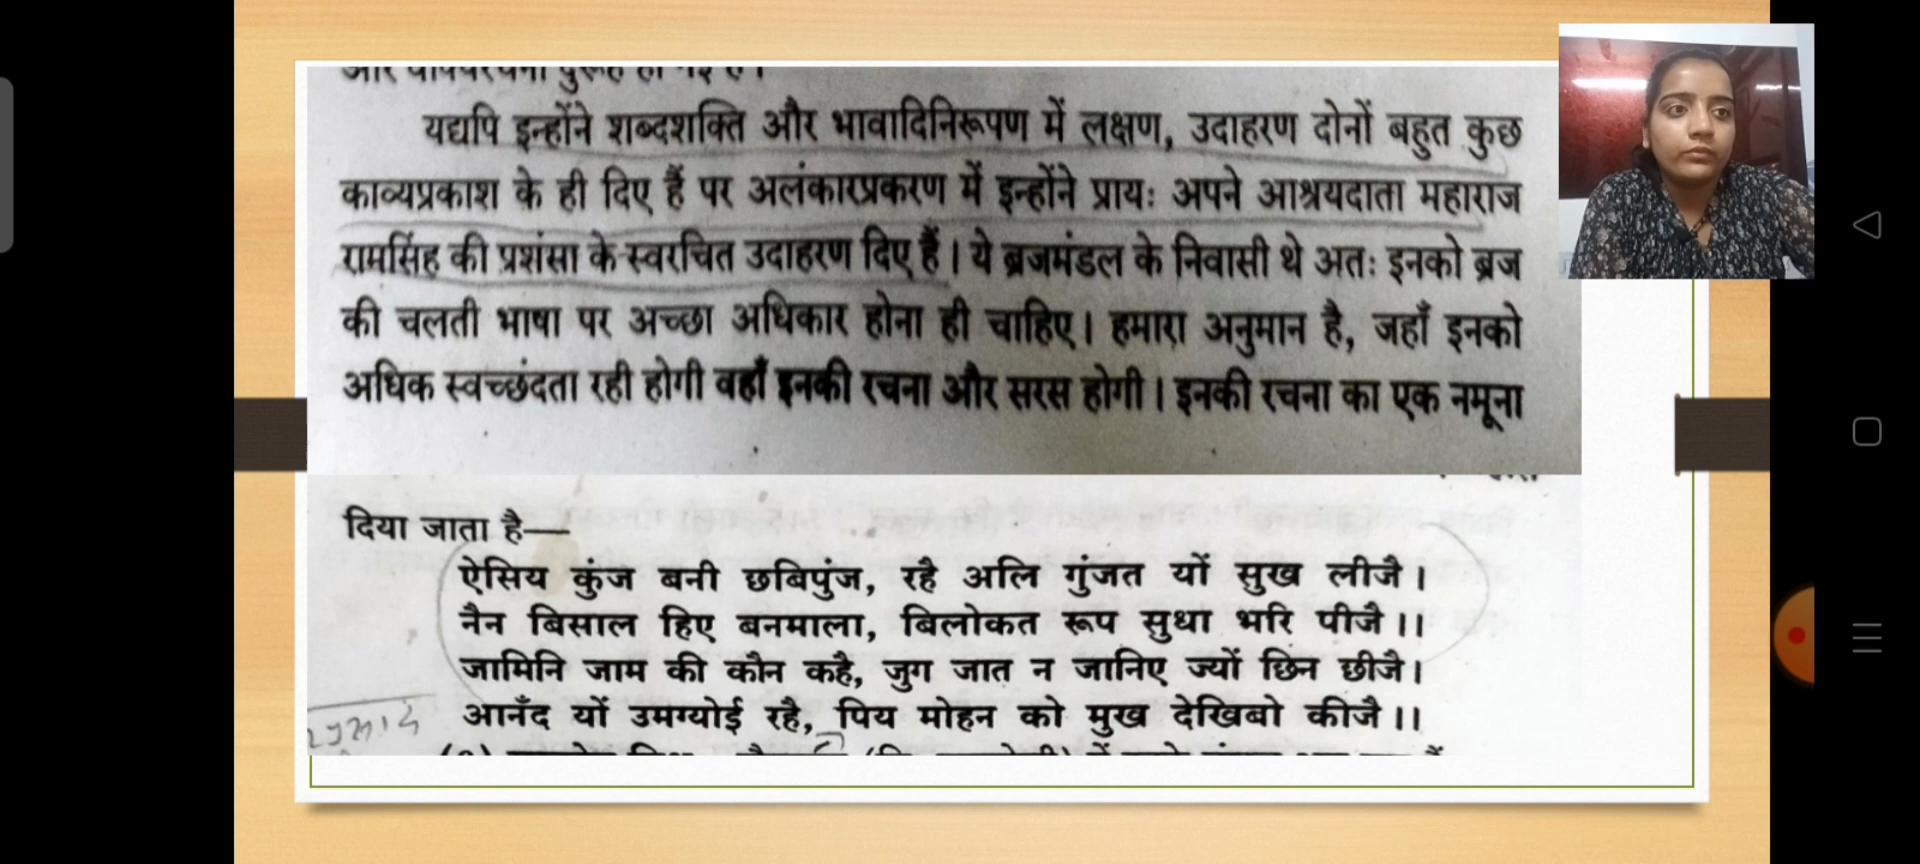 यद्यपि इन्होंने शब्दशक्ति और भावादिनिरूपण में लक्षण, उदाहरण दोनों बहुत कुछ
काव्यप्रकाश के ही दिए हैं पर अलंकारप्रकरण में इन्होंने प्रायः अपने आश्रयदाता महाराज
रामसिंह की प्रशंसा के स्वरचित उदाहरण दिए हैं। ये ब्रजमंडल के निवासी थे अतः इनको ब्रज
की चलती भाषा पर अच्छा अधिकार होना ही चाहिए। हमारा अनुमान है, जहाँ इनको
अधिक स्वच्छंदता रही होगी वहाँ इनकी रचना और सरस होगी। इनकी रचना का एक नमूना
दिया जाता है—
ऐसिय कुंज बनी छबिपुंज, रहै अलि गुंजत यों सुख लीजै।
नैन बिसाल हिए बनमाला, बिलोकत रूप सुधा भरि पीजै।।
जामिनि जाम की कौन कहै, जुग जात न जानिए ज्यों छिन छीजै।
आनँद यों उमग्योई रहै, पिय मोहन को मुख देखिबो कीजै।।